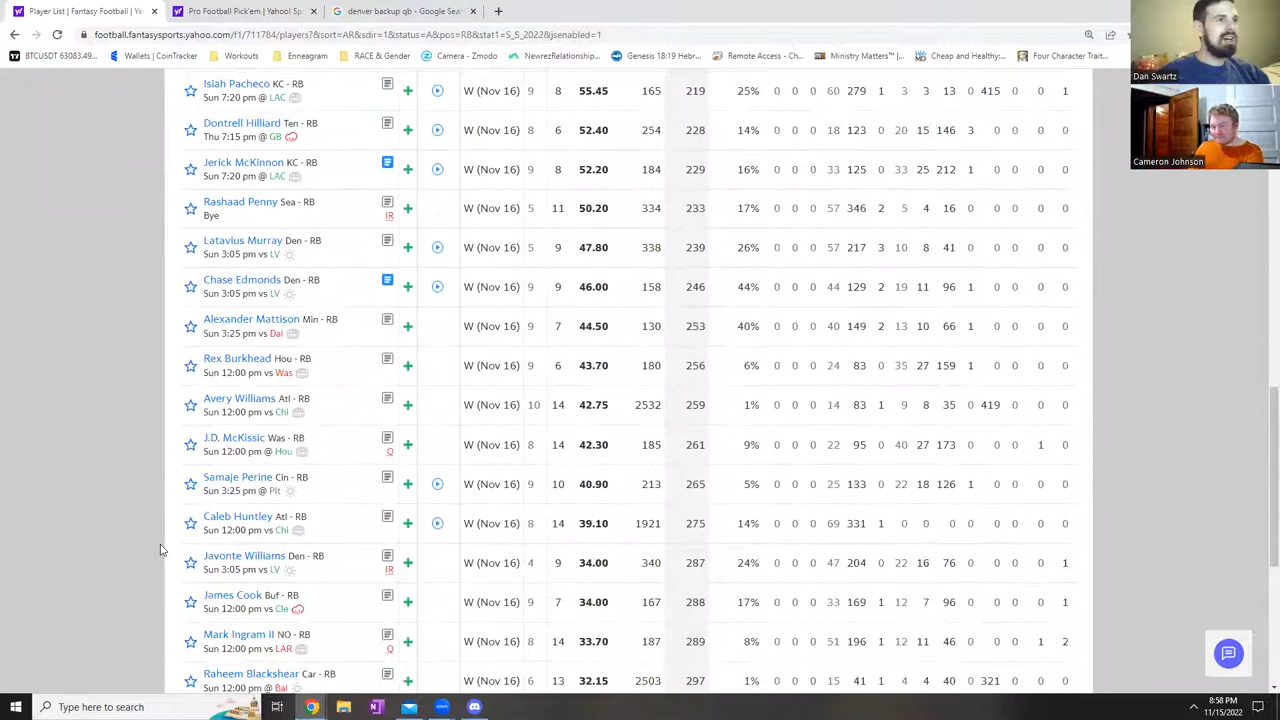 Player List | Fantasy Football | Ya
Pro Football Pick'em | Yahoo! Sp
denver backup qb - Google Sear
football.fantasysports.yahoo.com/f1/711784/players?&sort=AR&sdir=1&status=A&pos=RB&stat1=S_S_2022&jsenabled=1
BTCUSDT 63083.49... Wallets | CoinTracker Workouts Enneagram RACE & Gender Camera - Zmodo NewrezRelationship... Genesis 18:19 Hebr... Remote Access - Ch... Ministry Matters™ |... Cheap and Healthy:... Four Character Trait...
Dan Swartz
Cameron Johnson
Isiah Pacheco KC - RB W (Nov 16) 9 8 55.45 165 219 25% 0 0 0 60 279 1 3 3 13 0 415 0 0 1
Sun 7:20 pm @ LAC
Dontrell Hilliard Ten - RB W (Nov 16) 8 6 52.40 254 228 14% 0 0 0 18 123 0 20 15 146 3 0 0 0 0
Thu 7:15 pm @ GB
Jerick McKinnon KC - RB W (Nov 16) 9 8 52.20 184 229 16% 0 0 0 33 125 0 33 25 212 1 0 0 0 0
Sun 7:20 pm @ LAC
Rashaad Penny Sea - RB W (Nov 16) 5 11 50.20 334 233 17% 0 0 0 57 346 2 5 4 16 0 0 0 0 0
Bye IR
Latavius Murray Den - RB W (Nov 16) 5 9 47.80 338 239 26% 0 0 0 57 217 3 10 8 41 0 0 0 0 0
Sun 3:05 pm vs LV
Chase Edmonds Den - RB W (Nov 16) 9 9 46.00 158 246 44% 0 0 0 44 129 2 19 11 96 1 0 0 0 0
Sun 3:05 pm vs LV
Alexander Mattison Min - RB W (Nov 16) 9 7 44.50 130 253 40% 0 0 0 40 149 2 13 10 66 1 0 0 0 0
Sun 3:25 pm vs Dal
Rex Burkhead Hou - RB W (Nov 16) 9 6 43.70 180 256 6% 0 0 0 24 83 0 35 27 159 1 0 0 0 0
Sun 12:00 pm vs Was
Avery Williams Atl - RB W (Nov 16) 10 14 42.75 2532 259 1% 0 0 0 14 83 1 9 8 35 0 419 0 0 0
Sun 12:00 pm vs Chi
J.D. McKissic Was - RB W (Nov 16) 8 14 42.30 185 261 9% 0 0 0 22 95 0 40 27 173 0 0 0 1 0
Sun 12:00 pm @ Hou Q
Samaje Perine Cin - RB W (Nov 16) 9 10 40.90 213 265 5% 0 0 0 25 133 0 22 18 126 1 0 0 0 0
Sun 3:25 pm @ Pit
Caleb Huntley Atl - RB W (Nov 16) 8 14 39.10 1921 275 14% 0 0 0 69 331 1 0 0 0 0 0 0 0 0
Sun 12:00 pm vs Chi
Javonte Williams Den - RB W (Nov 16) 4 9 34.00 340 287 24% 0 0 0 47 204 0 22 16 76 0 0 0 0 1
Sun 3:05 pm vs LV IR
James Cook Buf - RB W (Nov 16) 9 7 34.00 167 288 17% 0 0 0 33 169 1 12 7 96 0 0 0 0 1
Sun 12:00 pm vs Cle
Mark Ingram II NO - RB W (Nov 16) 8 14 33.70 187 289 8% 0 0 0 51 196 1 12 11 46 0 0 0 1 2
Sun 12:00 pm vs LAR Q
Raheem Blackshear Car - RB W (Nov 16) 6 13 32.15 2503 297 1% 0 0 0 15 41 1 4 4 40 0 321 0 0 0
Sun 12:00 pm @ Bal
Type here to search
8:58 PM
11/15/2022